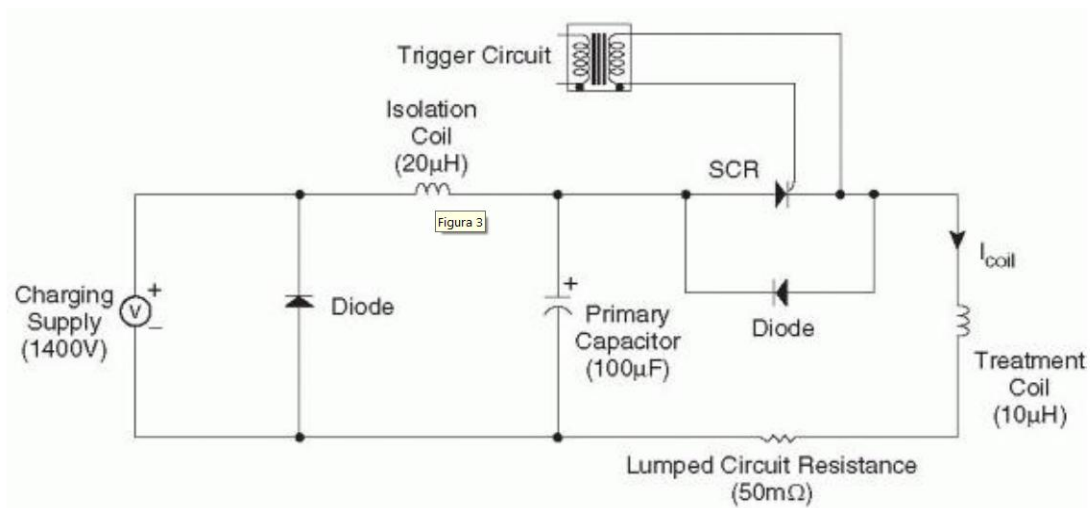 Trigger Circuit
Isolation
Coil
(20μH)
SCR
Figura 3
I coil
Charging
Supply
(1400V)
+
V
–
Diode
+
Primary
Capacitor
(100μF)
Diode
Treatment
Coil
(10μH)
Lumped Circuit Resistance
(50mΩ)